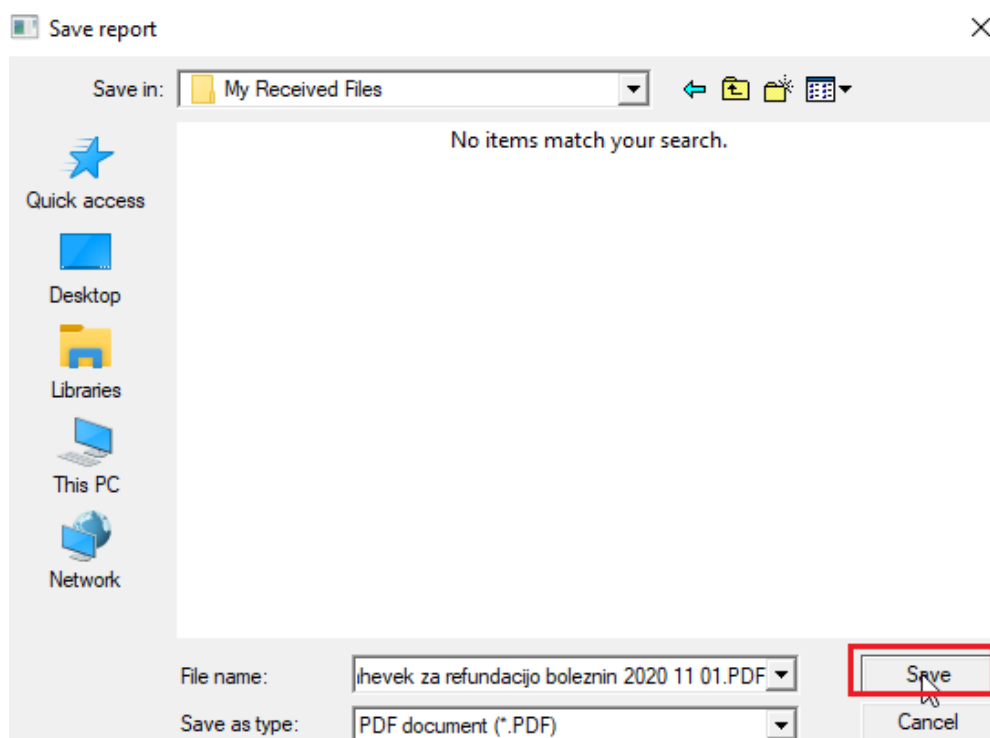 Save report
Save in: My Received Files
No items match your search.
Quick access
Desktop
Libraries
This PC
Network
File name: hevek za refundacijo boleznin 2020 11 01.PDF Save
Save as type: PDF document (*.PDF) Cancel